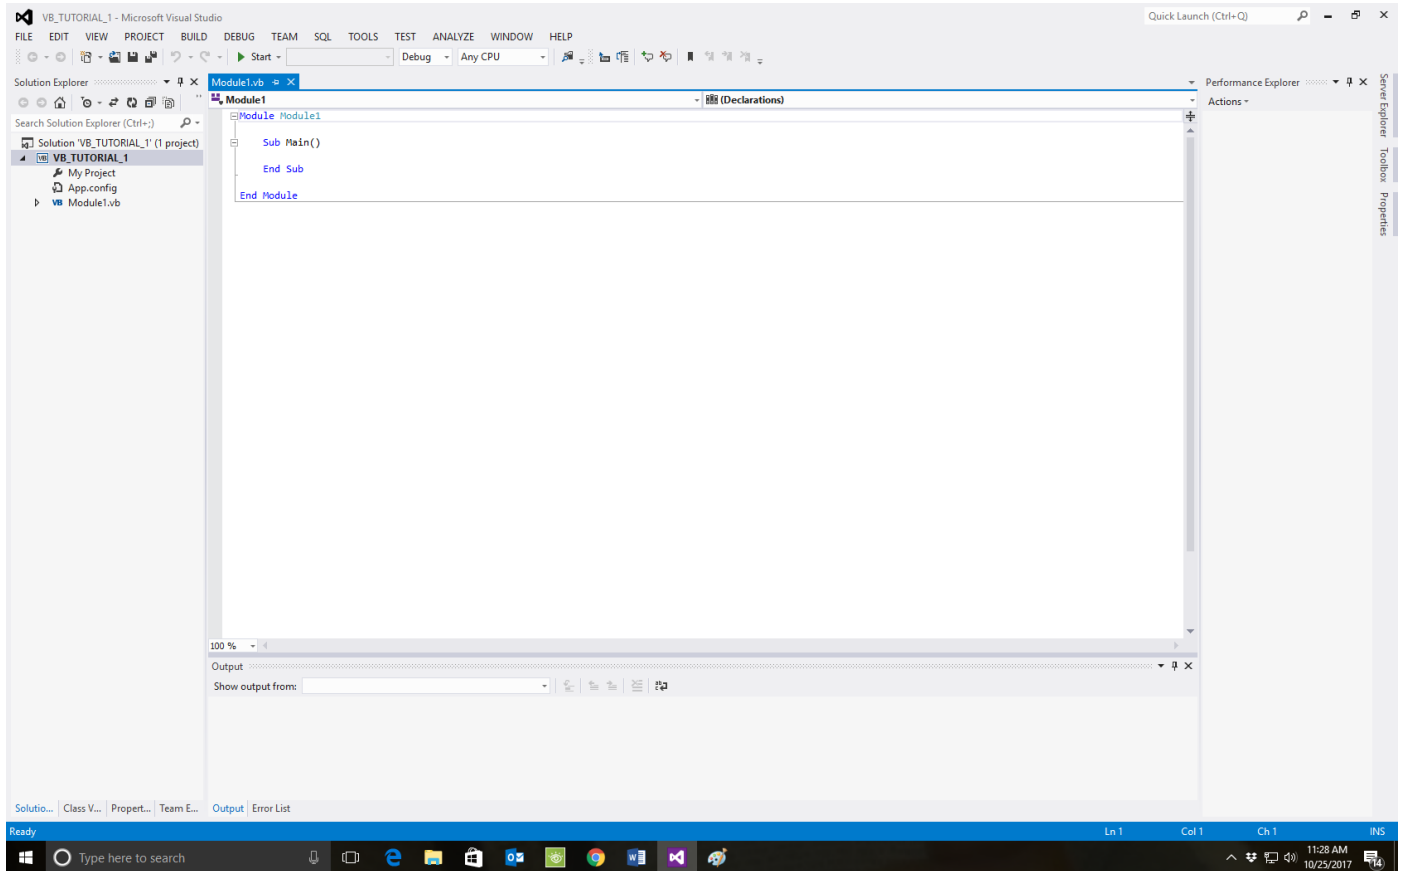 VB_TUTORIAL_1 - Microsoft Visual Studio
Quick Launch (Ctrl+Q)
FILE EDIT VIEW PROJECT BUILD DEBUG TEAM SQL TOOLS TEST ANALYZE WINDOW HELP
Start Debug Any CPU
Solution Explorer
Module1.vb
Performance Explorer
Module1
(Declarations)
Actions
Search Solution Explorer (Ctrl+;)
Solution 'VB_TUTORIAL_1' (1 project)
VB VB_TUTORIAL_1
My Project
App.config
VB Module1.vb
Module Module1
Sub Main()
End Sub
End Module
Server Explorer
Toolbox
Properties
100 %
Output
Show output from:
Solutio... Class V... Propert... Team E...
Output Error List
Ready
Ln 1 Col 1 Ch 1 INS
Type here to search
11:28 AM
10/25/2017
14